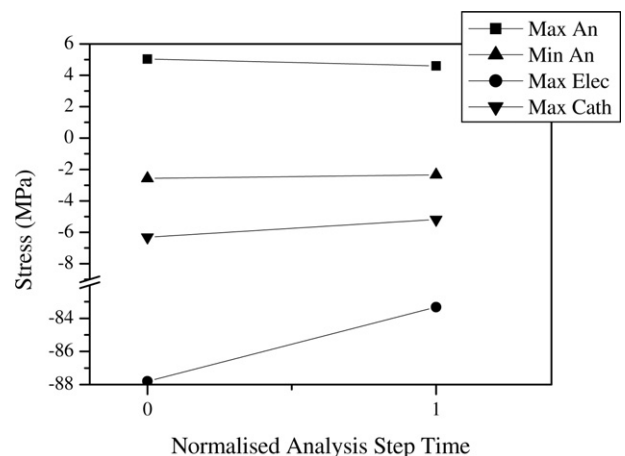 Max An
Min An
Max Elec
Max Cath
6
4
2
0
-2
-4
-6
-8
-84
-86
-88
Stress (MPa)
0 1
Normalised Analysis Step Time